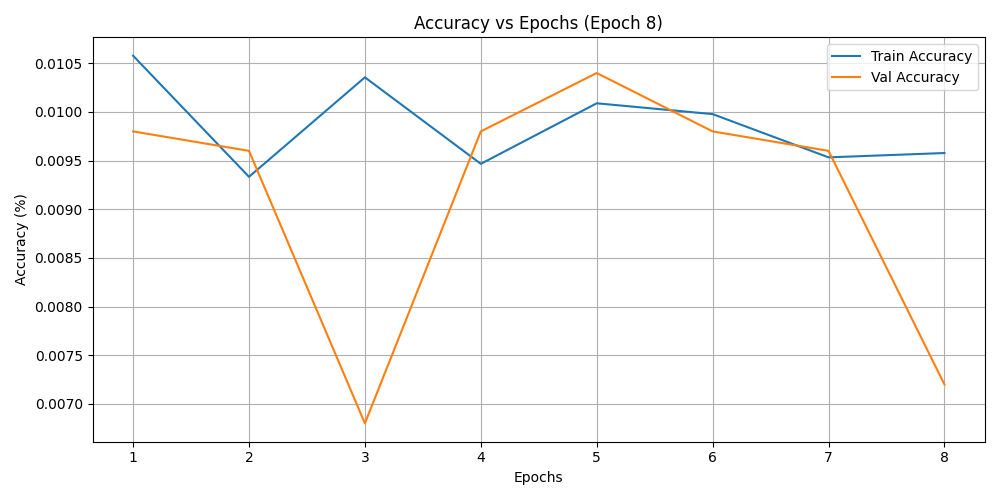 Accuracy vs Epochs (Epoch 8)
Train Accuracy
Val Accuracy
Accuracy (%)
0.0105
0.0100
0.0095
0.0090
0.0085
0.0080
0.0075
0.0070
1 2 3 4 5 6 7 8
Epochs